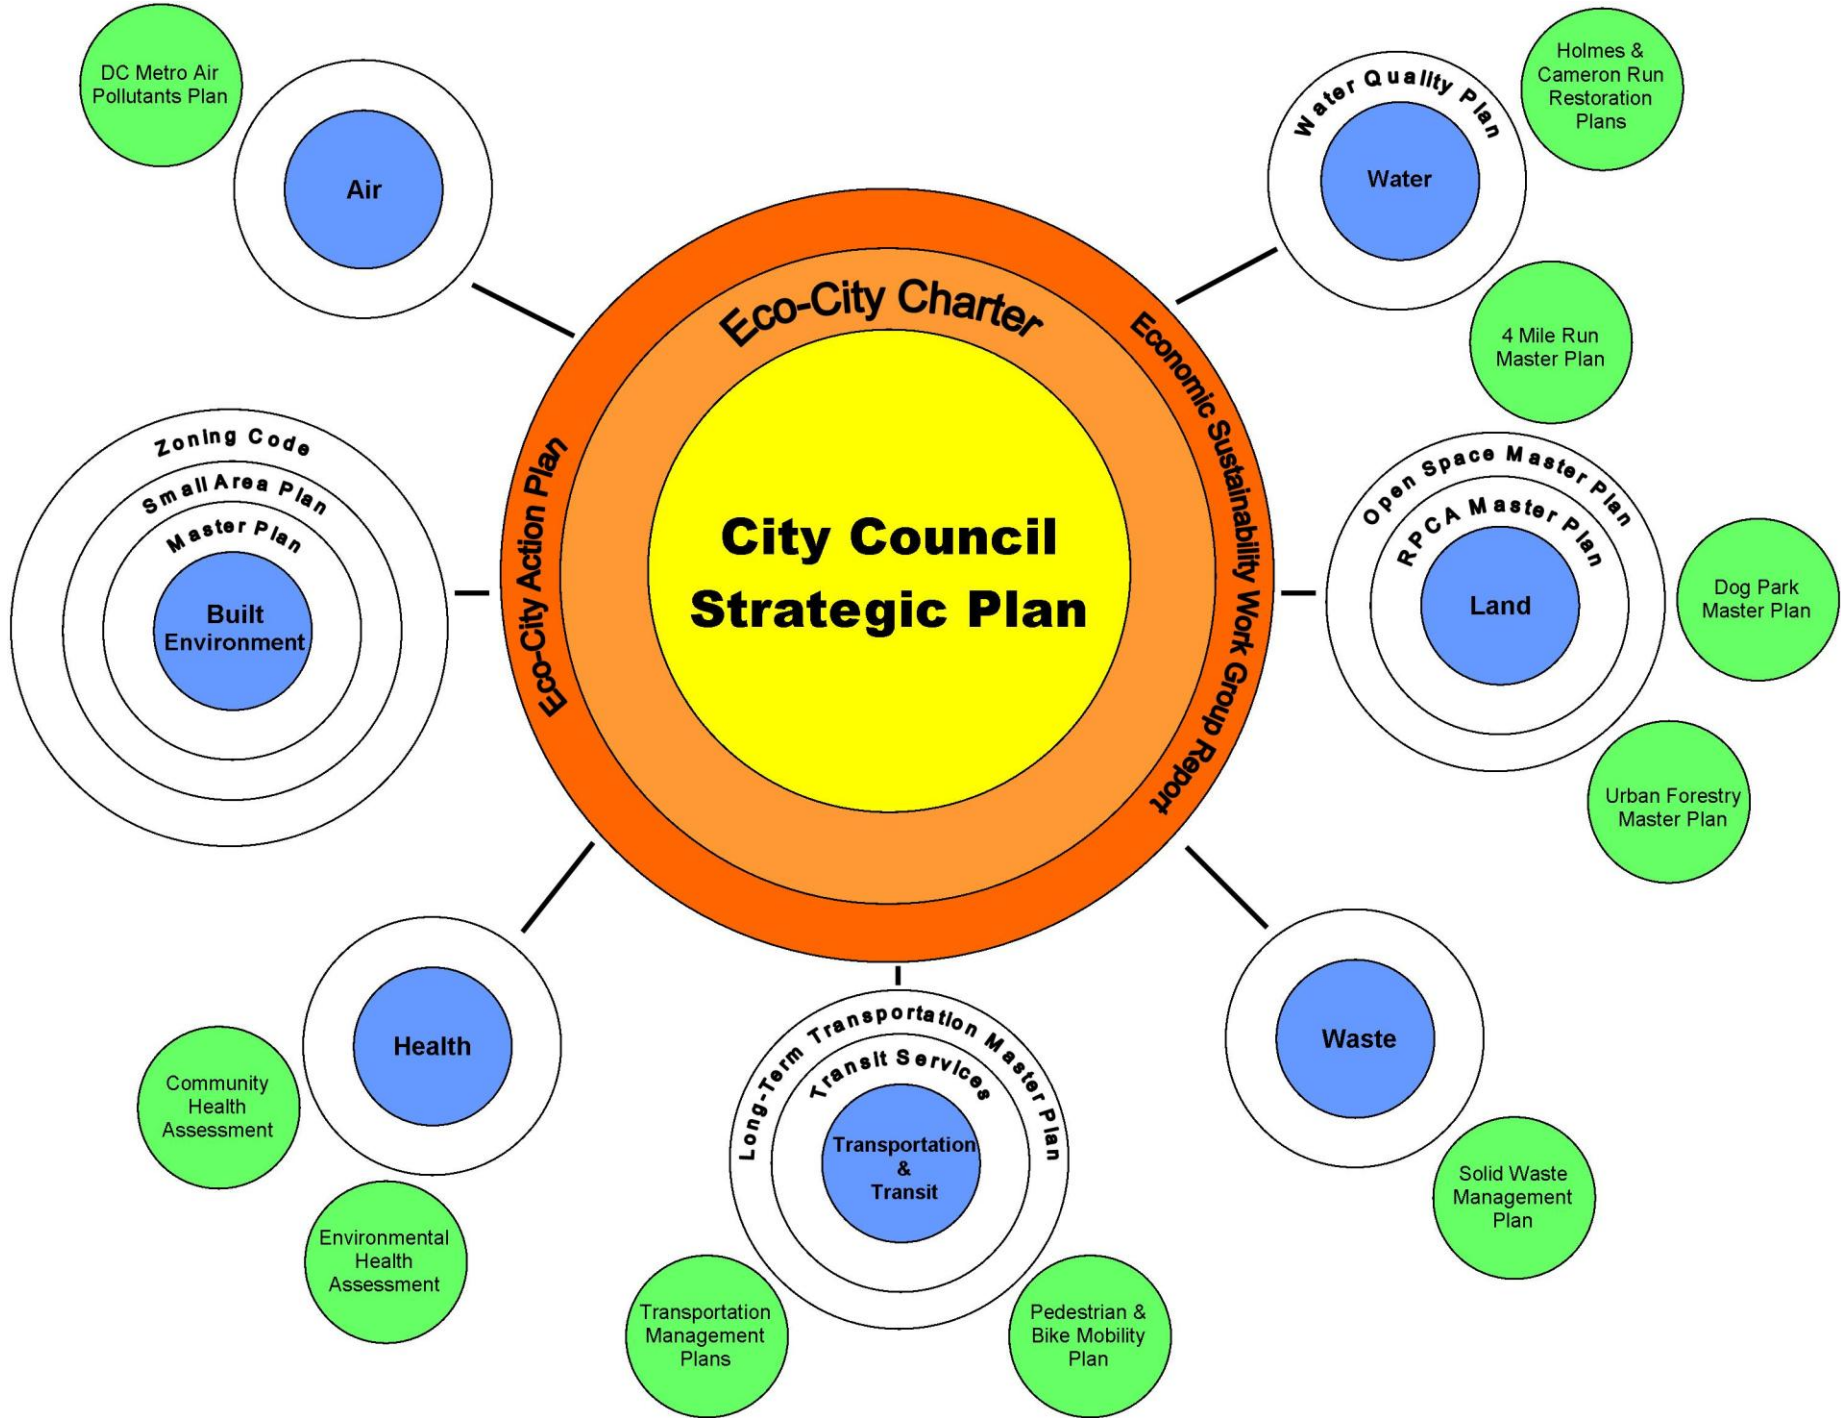 DC Metro Air
Pollutants Plan
Air
Water Quality Plan
Water
Holmes &
Cameron Run
Restoration
Plans
4 Mile Run
Master Plan
Eco-City Charter
Eco-City Action Plan
Economic Sustainability Work Group Report
City Council
Strategic Plan
Zoning Code
Small Area Plan
Master Plan
Built
Environment
Open Space Master Plan
RPCA Master Plan
Land
Dog Park
Master Plan
Urban Forestry
Master Plan
Health
Community
Health
Assessment
Environmental
Health
Assessment
Long-Term Transportation Master Plan
Transit Services
Transportation
&
Transit
Transportation
Management
Plans
Pedestrian &
Bike Mobility
Plan
Waste
Solid Waste
Management
Plan